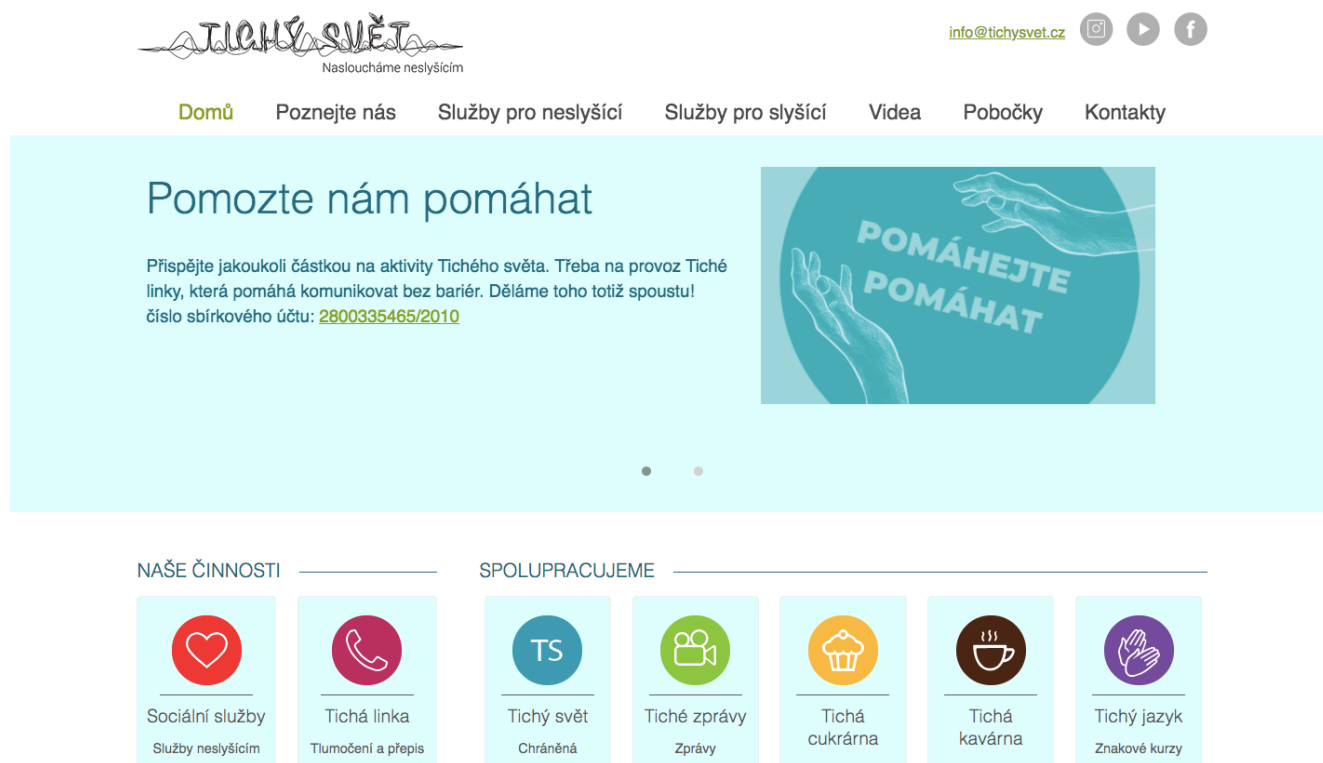 TICHÝ SVĚT
Nasloucháme neslyšícím
info@tichysvet.cz
Domů Poznejte nás Služby pro neslyšící Služby pro slyšící Videa Pobočky Kontakty
Pomozte nám pomáhat
Přispějte jakoukoli částkou na aktivity Tichého světa. Třeba na provoz Tiché
linky, která pomáhá komunikovat bez bariér. Děláme toho totiž spoustu!
číslo sbírkového účtu: 2800335465/2010
POMÁHEJTE
POMÁHAT
NAŠE ČINNOSTI
Sociální služby
Služby neslyšícím
Tichá linka
Tlumočení a přepis
SPOLUPRACUJEME
TS
Tichý svět
Chráněná
Tiché zprávy
Zprávy
Tichá
cukrárna
Tichá
kavárna
Tichý jazyk
Znakové kurzy